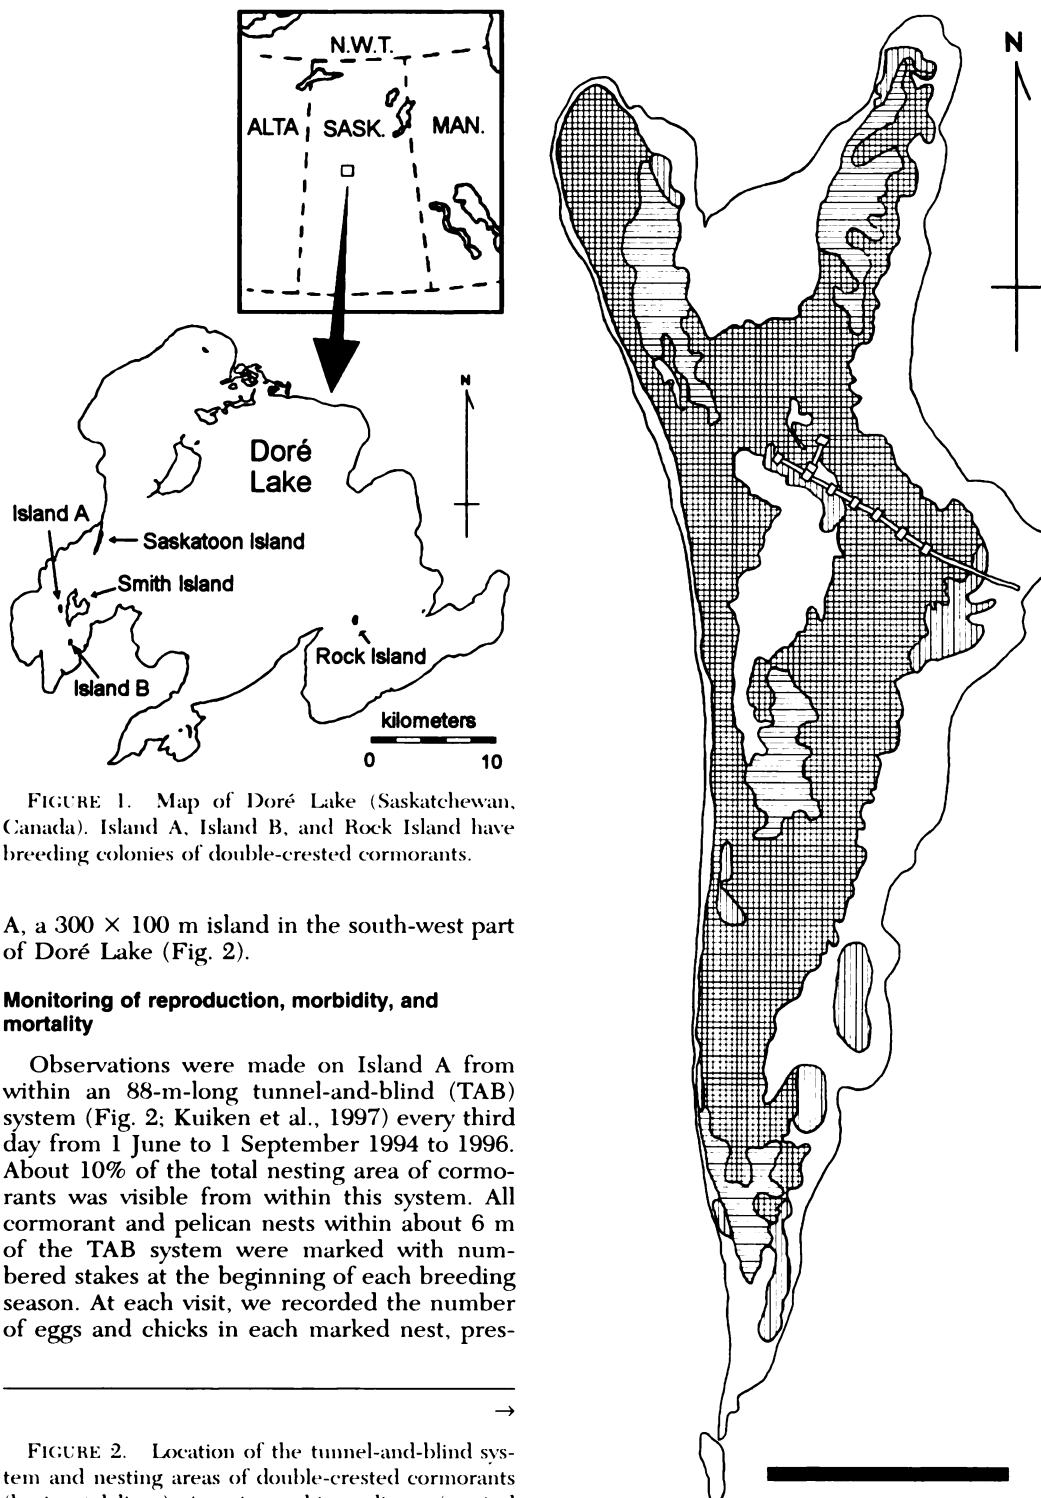 N.W.T.
ALTA
SASK.
MAN.
N
Doré
Lake
Island A
Saskatoon Island
Smith Island
Rock Island
Island B
kilometers
0 10
FIGURE 1. Map of Doré Lake (Saskatchewan,
Canada). Island A, Island B, and Rock Island have
breeding colonies of double-crested cormorants.
A, a 300 × 100 m island in the south-west part
of Doré Lake (Fig. 2).
Monitoring of reproduction, morbidity, and
mortality
Observations were made on Island A from
within an 88-m-long tunnel-and-blind (TAB)
system (Fig. 2; Kuiken et al., 1997) every third
day from 1 June to 1 September 1994 to 1996.
About 10% of the total nesting area of cormo-
rants was visible from within this system. All
cormorant and pelican nests within about 6 m
of the TAB system were marked with num-
bered stakes at the beginning of each breeding
season. At each visit, we recorded the number
of eggs and chicks in each marked nest, pres-
→
FIGURE 2. Location of the tunnel-and-blind sys-
tem and nesting areas of double-crested cormorants
N